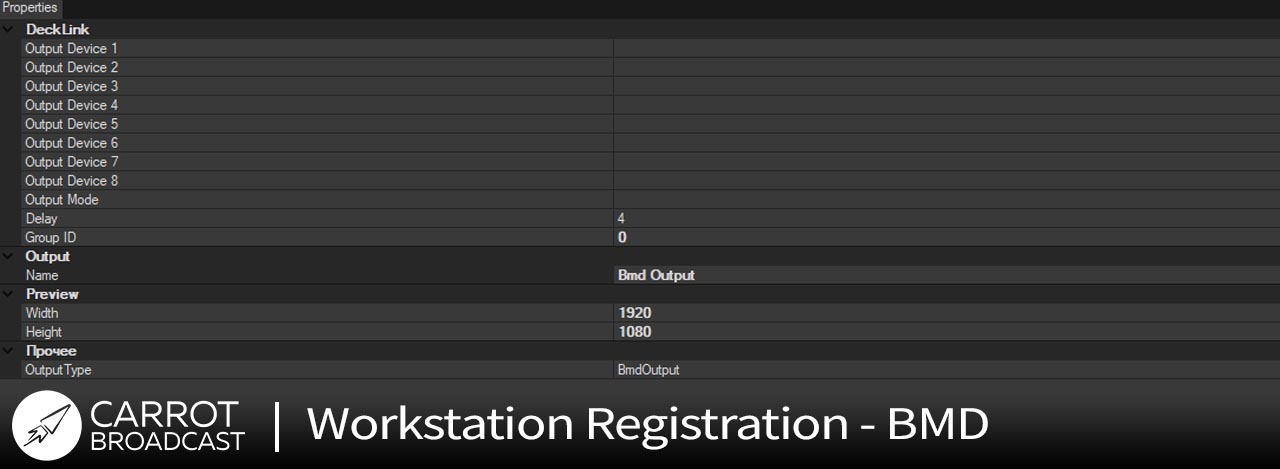 Properties
DeckLink
Output Device 1
Output Device 2
Output Device 3
Output Device 4
Output Device 5
Output Device 6
Output Device 7
Output Device 8
Output Mode
Delay 4
Group ID 0
Output
Name Bmd Output
Preview
Width 1920
Height 1080
Прочее
OutputType BmdOutput
CARROT
BROADCAST
Workstation Registration - BMD